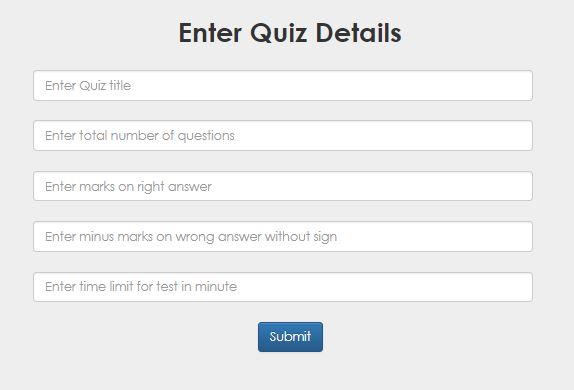 Enter Quiz Details
Enter Quiz title
Enter total number of questions
Enter marks on right answer
Enter minus marks on wrong answer without sign
Enter time limit for test in minute
Submit